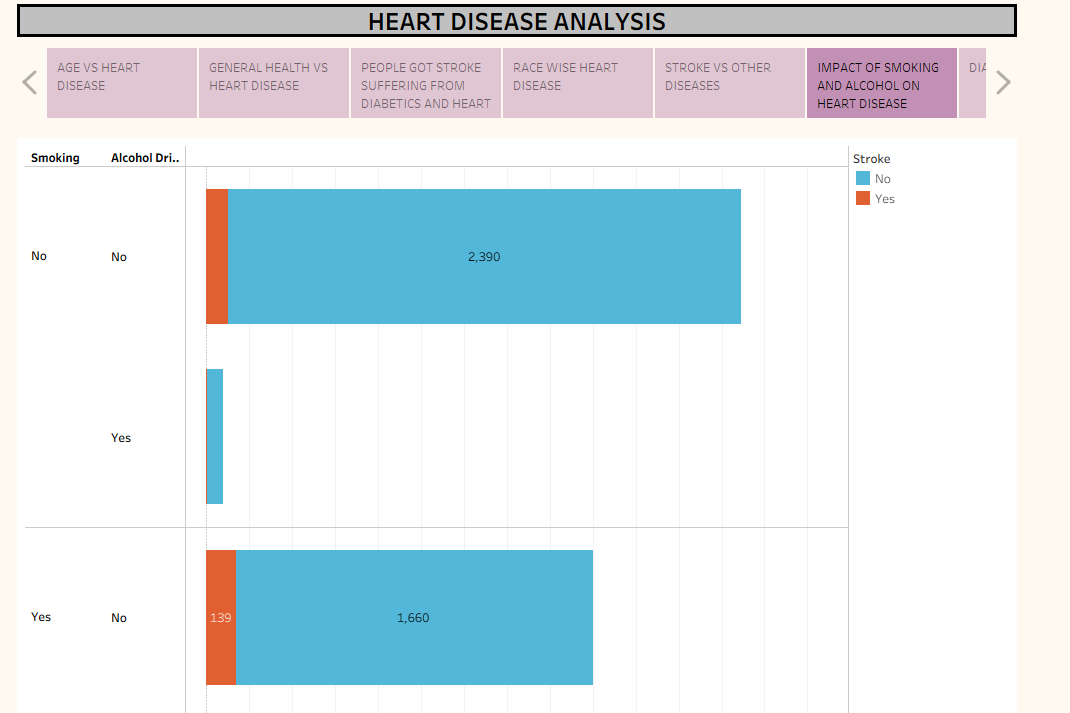 HEART DISEASE ANALYSIS
AGE VS HEART
DISEASE
GENERAL HEALTH VS
HEART DISEASE
PEOPLE GOT STROKE
SUFFERING FROM
DIABETICS AND HEART
RACE WISE HEART
DISEASE
STROKE VS OTHER
DISEASES
IMPACT OF SMOKING
AND ALCOHOL ON
HEART DISEASE
DIA
Smoking
Alcohol Dri..
Stroke
No
Yes
No
No
2,390
Yes
Yes
No
139
1,660